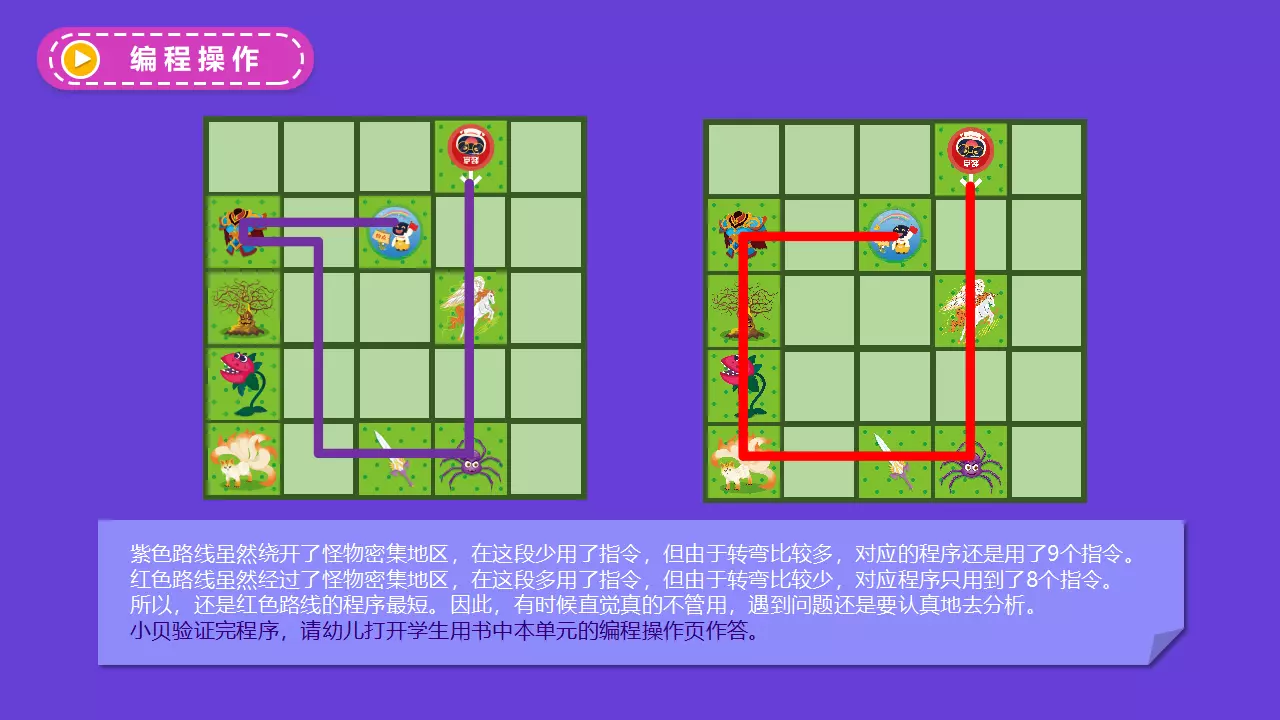 编程操作
紫色路线虽然绕开了怪物密集地区，在这段少用了指令，但由于转弯比较多，对应的程序还是用了9个指令。
红色路线虽然经过了怪物密集地区，在这段多用了指令，但由于转弯比较少，对应程序只用到了8个指令。
所以，还是红色路线的程序最短。因此，有时候直觉真的不管用，遇到问题还是要认真地去分析。
小贝验证完程序，请幼儿打开学生用书中本单元的编程操作页作答。